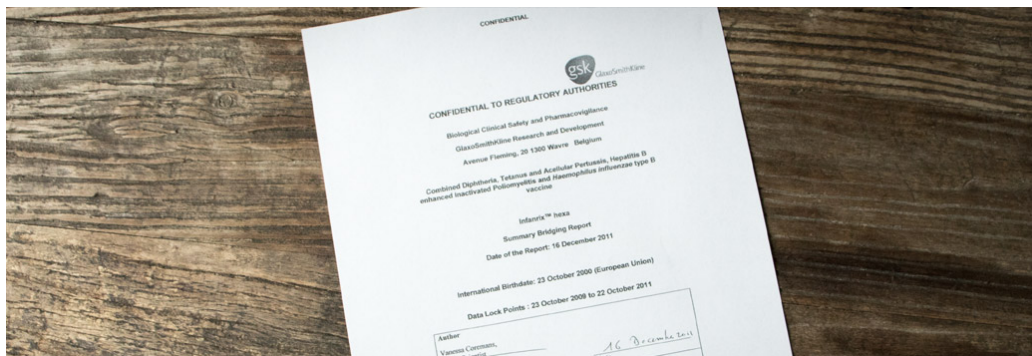 CONFIDENTIAL
gsk GlaxoSmithKline
CONFIDENTIAL TO REGULATORY AUTHORITIES
Biological Clinical Safety and Pharmacovigilance
GlaxoSmithKline Research and Development
Avenue Fleming, 20 1300 Wavre Belgium
Combined Diphtheria, Tetanus and Acellular Pertussis, Hepatitis B
enhanced Inactivated Poliomyelitis and Haemophilus influenzae type B
vaccine
Infanrix™ hexa
Summary Bridging Report
Date of the Report: 16 December 2011
International Birthdate: 23 October 2000 (European Union)
Data Lock Points : 23 October 2008 to 22 October 2011
Author
Vanessa Coremans,
16 December 2011